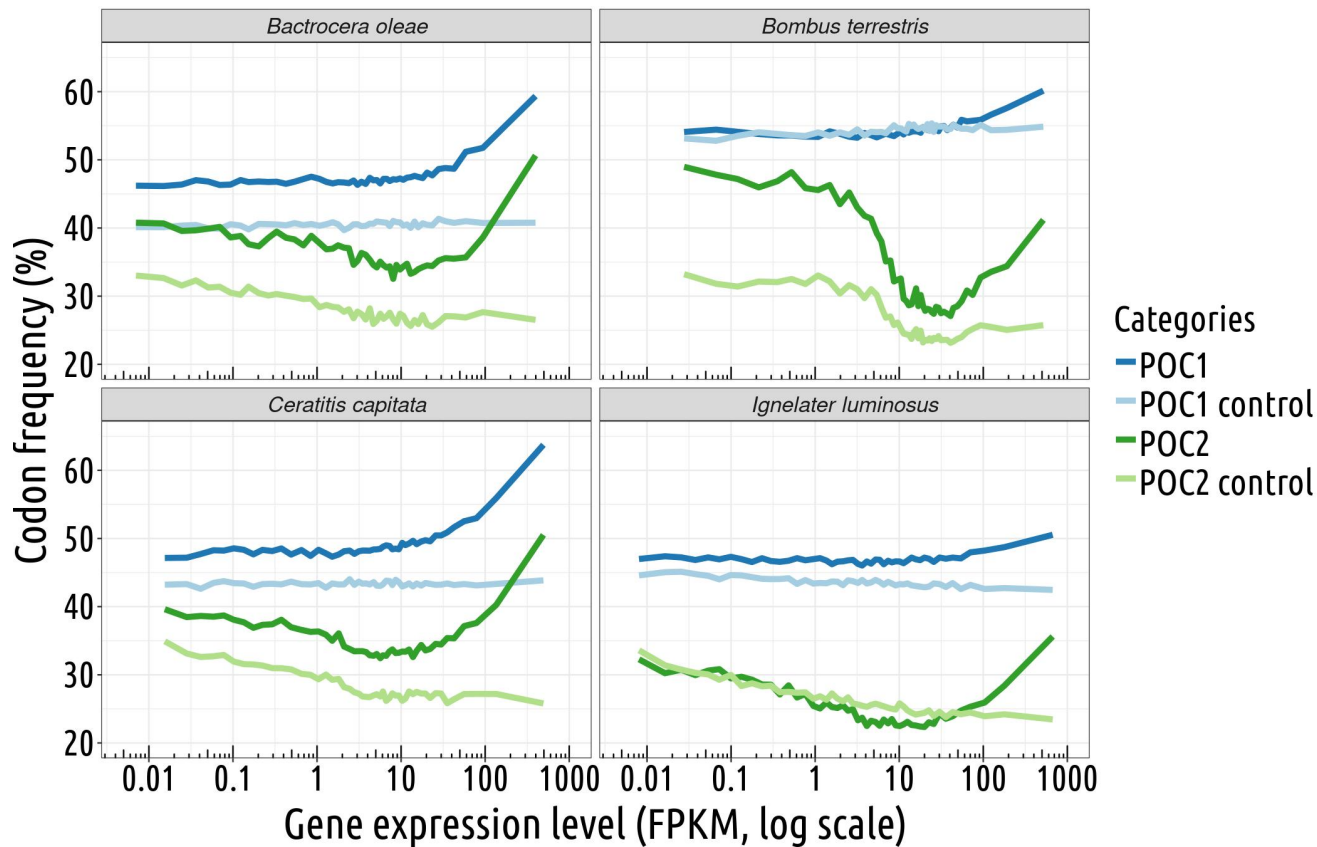 Bactrocera oleae
Bombus terrestris
60
50
40
30
20
Ceratitis capitata
Ignelater luminosus
60
50
40
30
20
0.01 0.1 1 10 100 1000
0.01 0.1 1 10 100 1000
Codon frequency (%)
Gene expression level (FPKM, log scale)
Categories
POC1
POC1 control
POC2
POC2 control